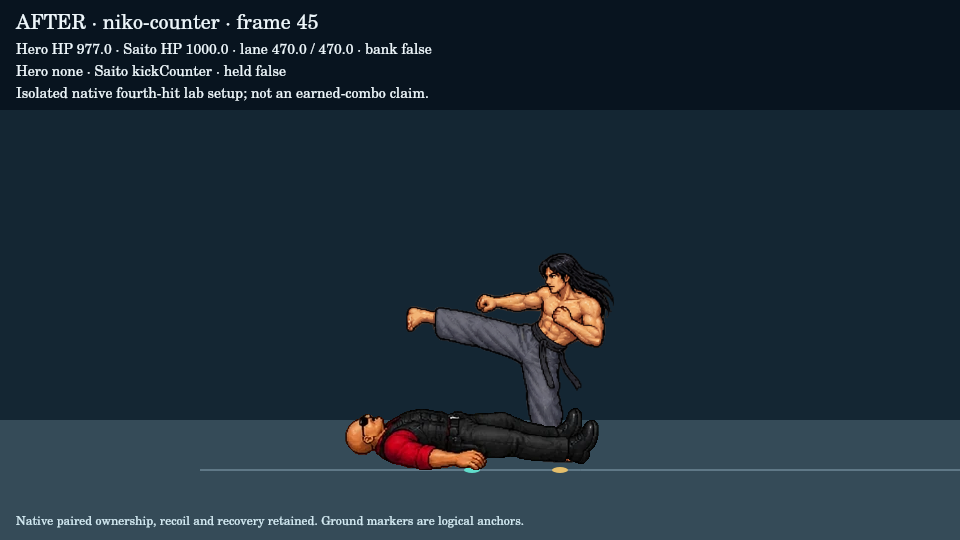 AFTER · niko-counter · frame 45
Hero HP 977.0 · Saito HP 1000.0 · lane 470.0 / 470.0 · bank false
Hero none · Saito kickCounter · held false
Isolated native fourth-hit lab setup; not an earned-combo claim.
Native paired ownership, recoil and recovery retained. Ground markers are logical anchors.